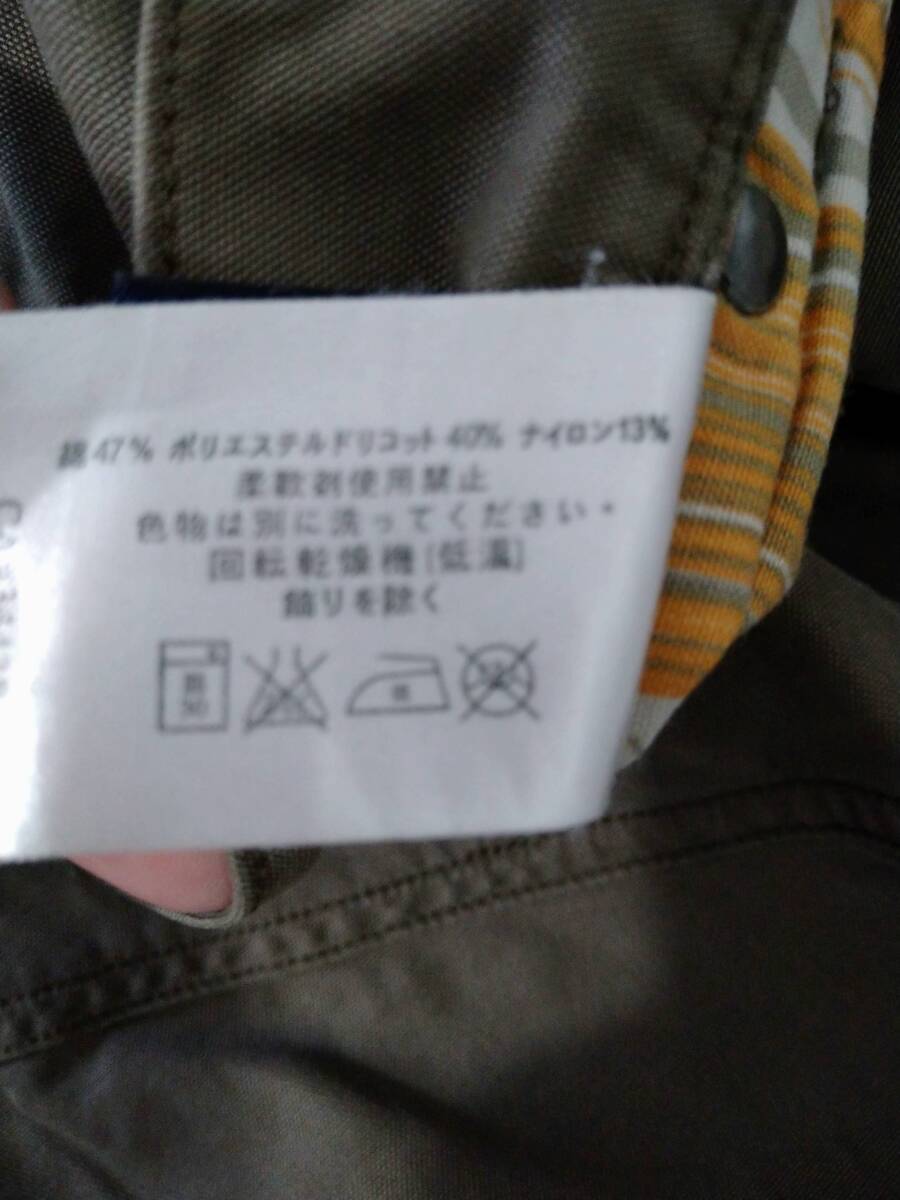 綿47% ポリエステルドリコット40% ナイロン13%
柔軟剤使用禁止
色物は別に洗ってください。
回転乾燥機[低温]
飾りを除く
30